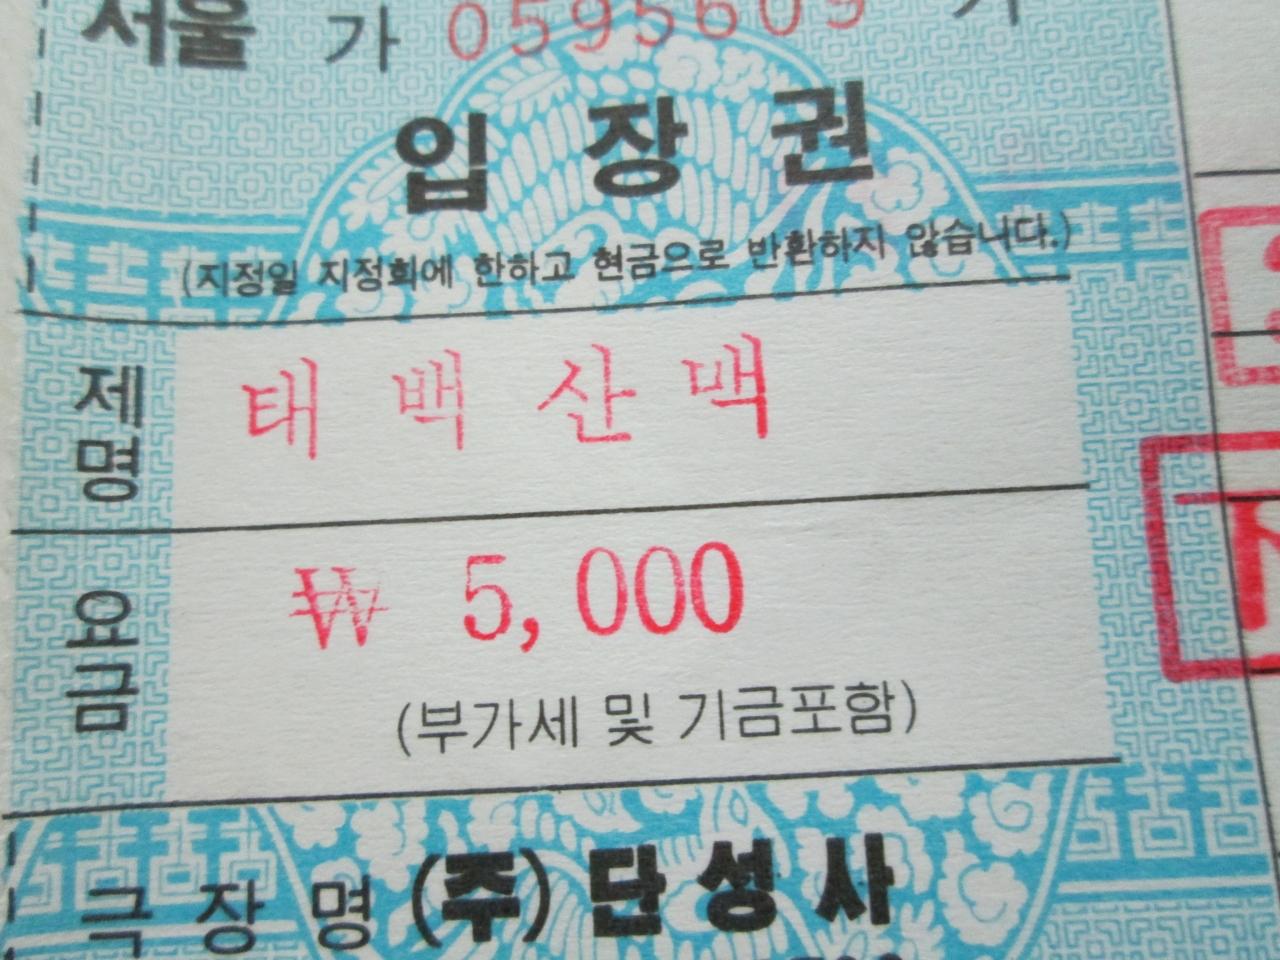 서울 가 0595609
입장권
(지정일 지정회에 한하고 현금으로 반환하지 않습니다.)
제명 태백산맥
요금 ₩ 5,000
(부가세 및 기금포함)
극장명 (주)단성사